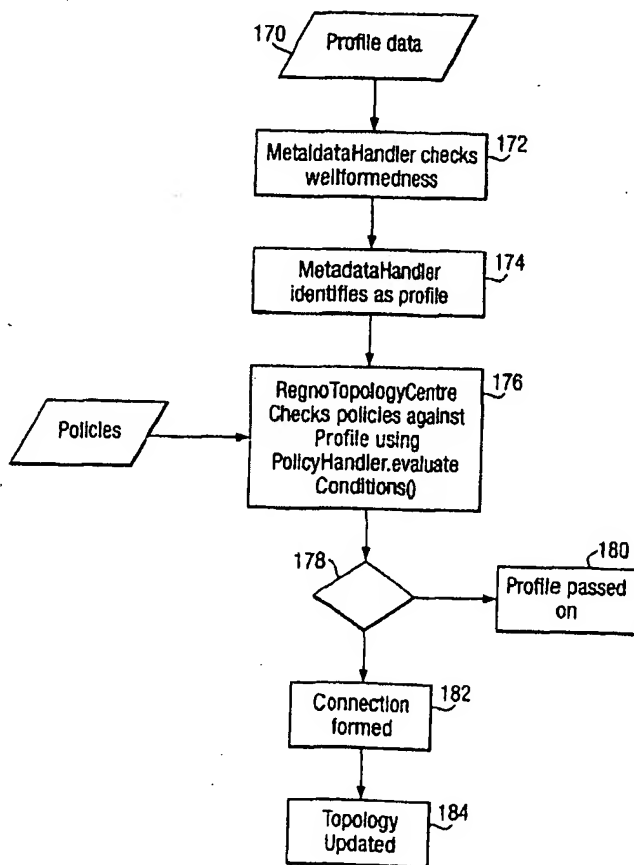 170
Profile data
MetaldataHandler checks
wellformedness
172
MetadataHandler
identifies as profile
174
Policies
RegnoTopologyCentre
Checks policies against
Profile using
PolicyHandler.evaluate
Conditions()
176
178
180
Profile passed
on
Connection
formed
182
Topology
Updated
184